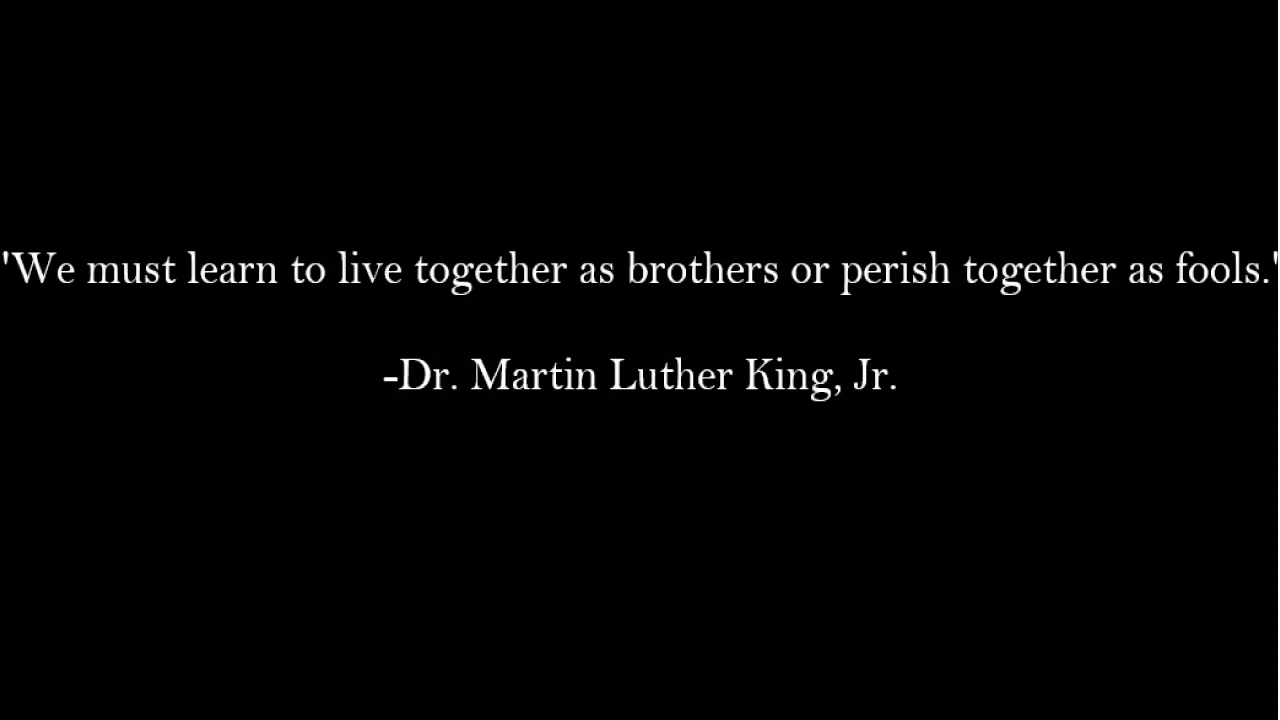 'We must learn to live together as brothers or perish together as fools.'
-Dr. Martin Luther King, Jr.